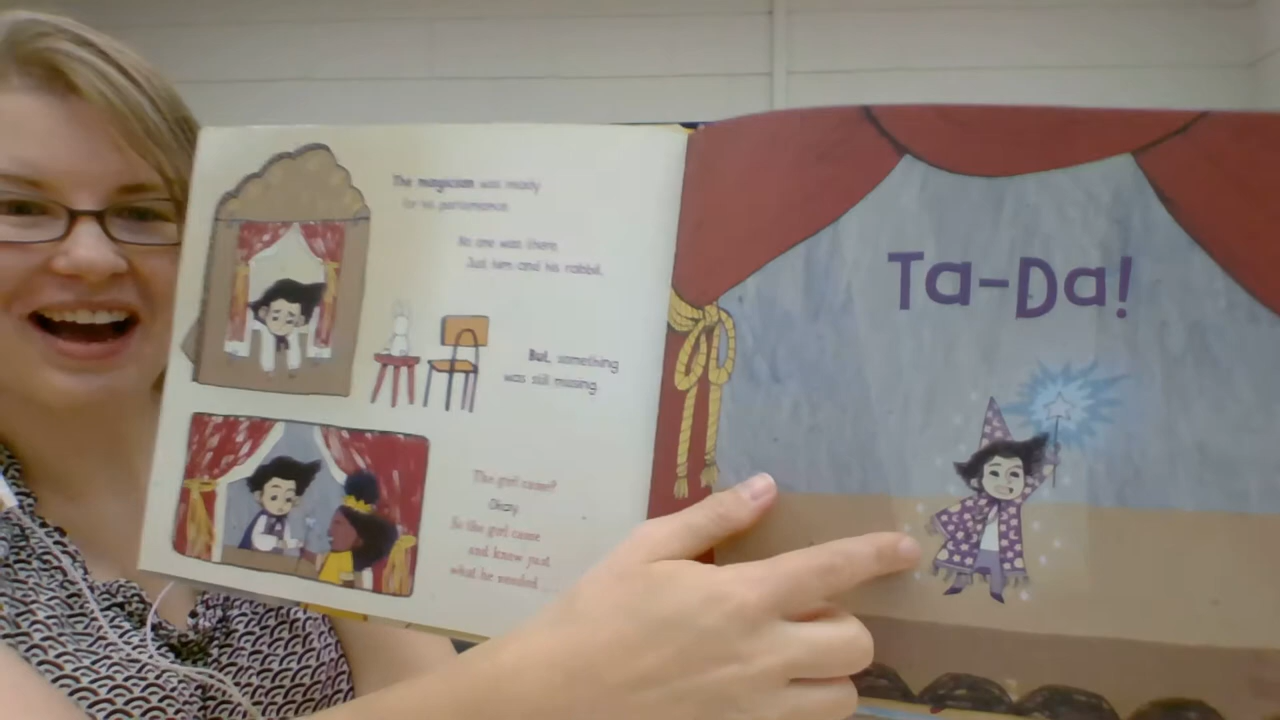 The magician was ready
for his performance.
No one was there.
Just him and his rabbit.
But, something
was still missing.
The girl came?
Okay.
So the girl came
and knew just
what he needed . . .
Ta-Da!